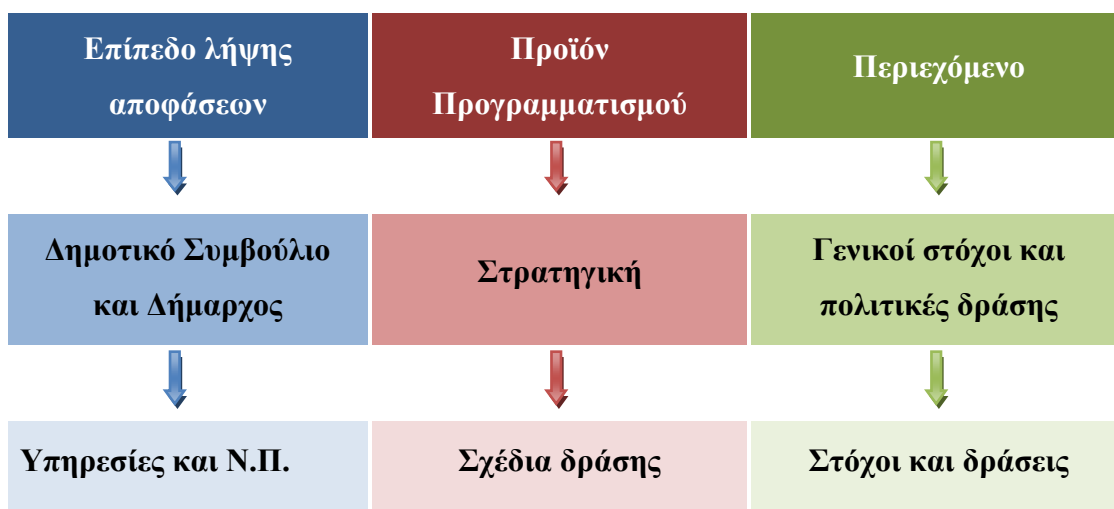 Επίπεδο λήψης
αποφάσεων
Προϊόν
Προγραμματισμού
Περιεχόμενο
Δημοτικό Συμβούλιο
και Δήμαρχος
Στρατηγική
Γενικοί στόχοι και
πολιτικές δράσης
Υπηρεσίες και Ν.Π.
Σχέδια δράσης
Στόχοι και δράσεις